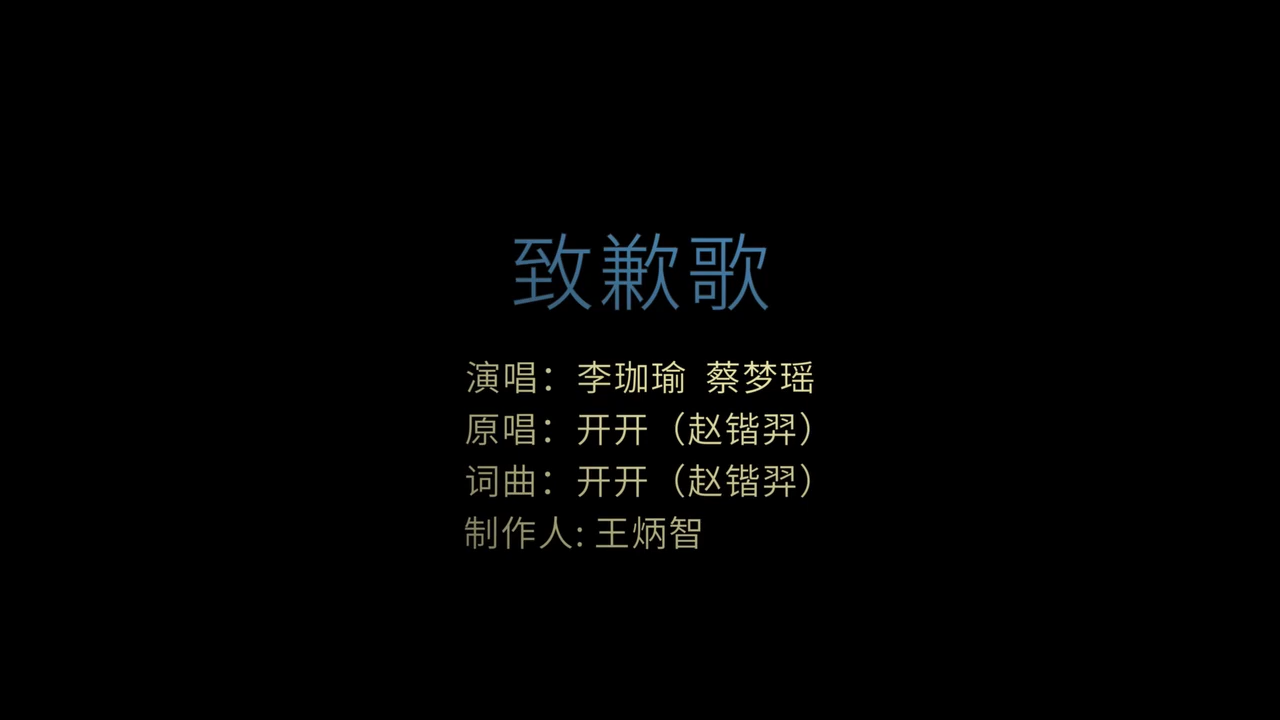 致歉歌
演唱：李珈瑜 蔡梦瑶
原唱：开开（赵锴羿）
词曲：开开（赵锴羿）
制作人: 王炳智